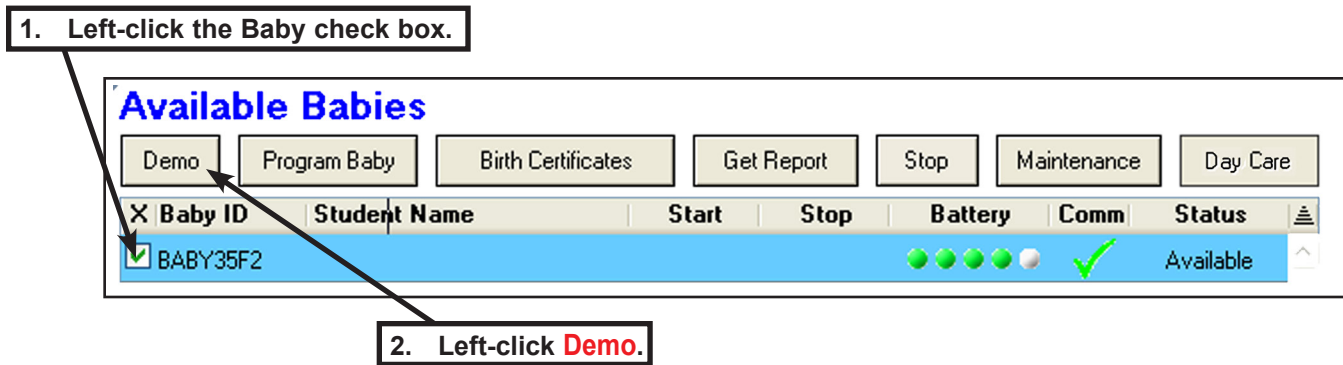 1. Left-click the Baby check box.
Available Babies
Demo Program Baby Birth Certificates Get Report Stop Maintenance Day Care
X Baby ID Student Name Start Stop Battery Comm Status
BABY35F2 Available
2. Left-click Demo.